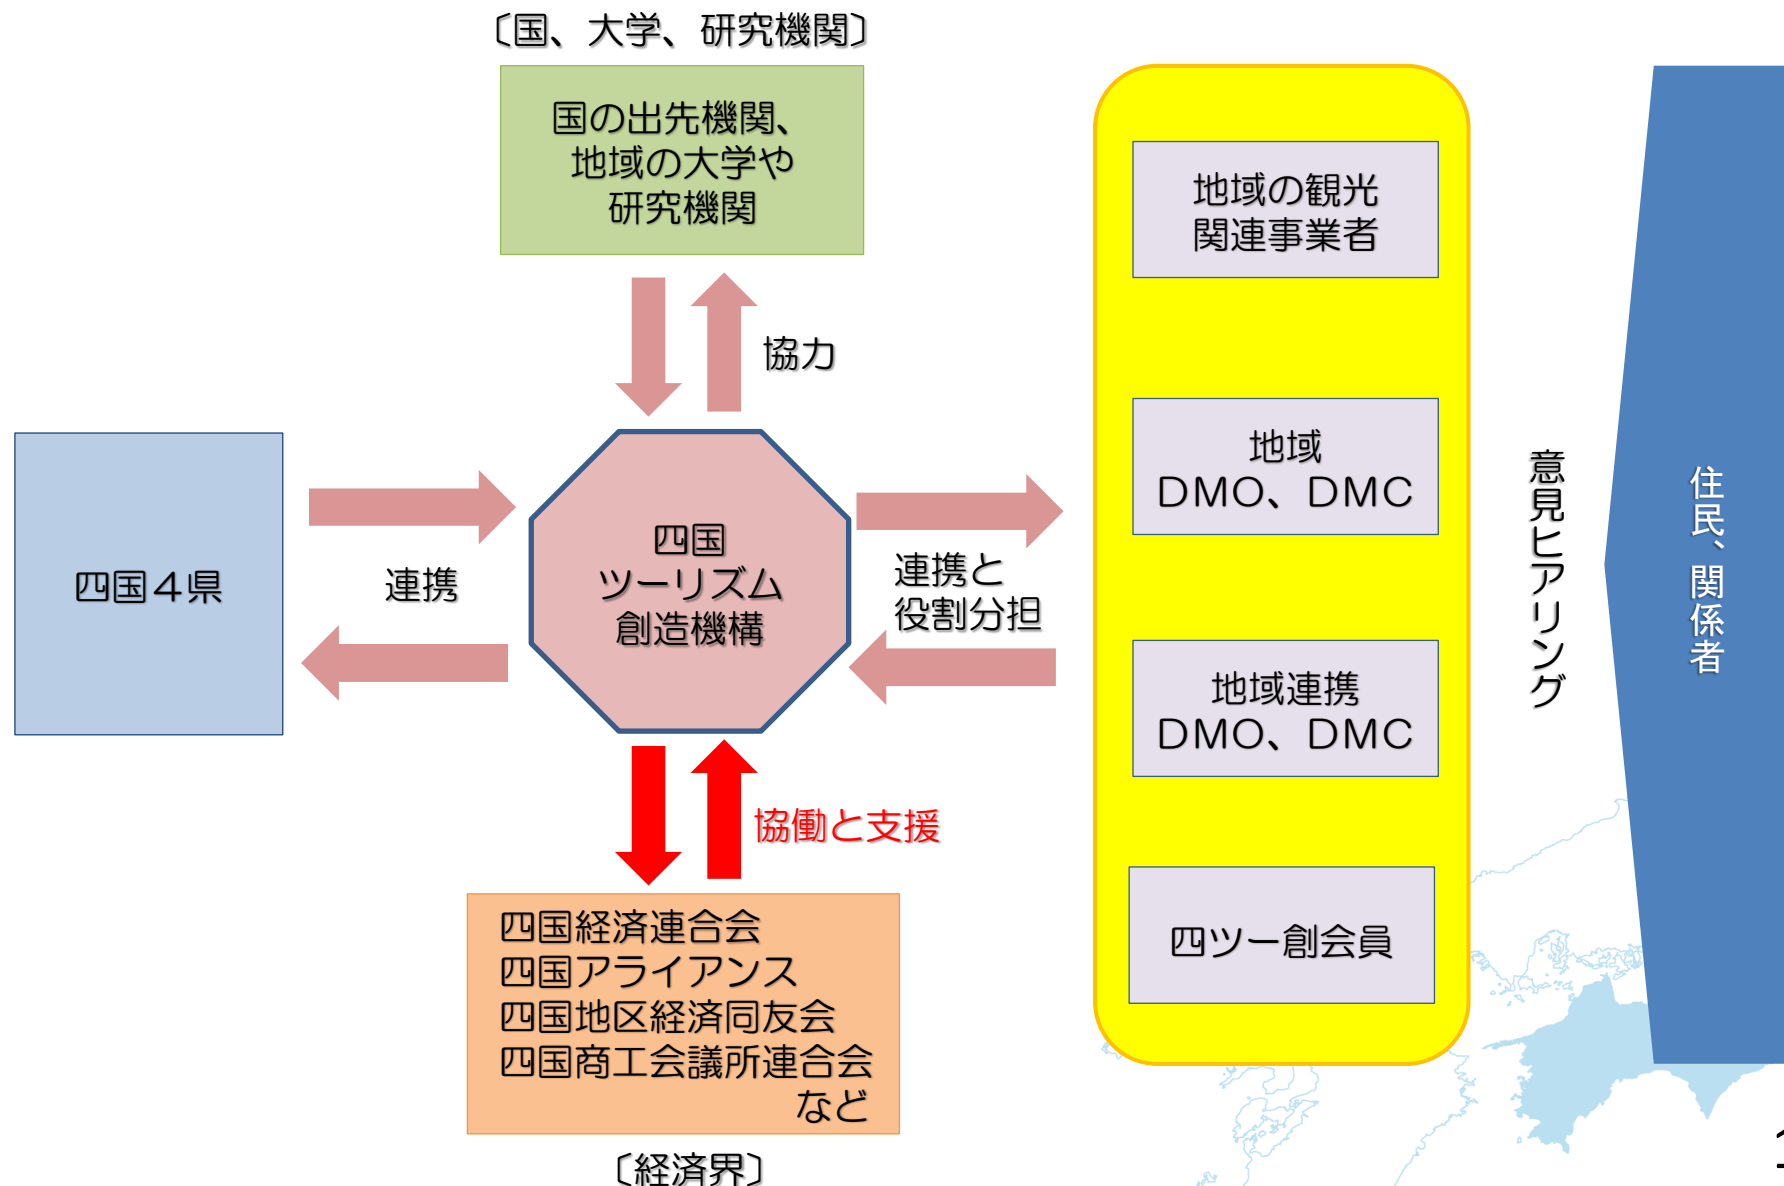 〔国、大学、研究機関〕
国の出先機関、
地域の大学や
研究機関
協力
四国４県
連携
四国
ツーリズム
創造機構
連携と
役割分担
協働と支援
四国経済連合会
四国アライアンス
四国地区経済同友会
四国商工会議所連合会
など
〔経済界〕
地域の観光
関連事業者
地域
ＤＭＯ、ＤＭＣ
地域連携
ＤＭＯ、ＤＭＣ
四ツー創会員
意見ヒアリング
住民、関係者